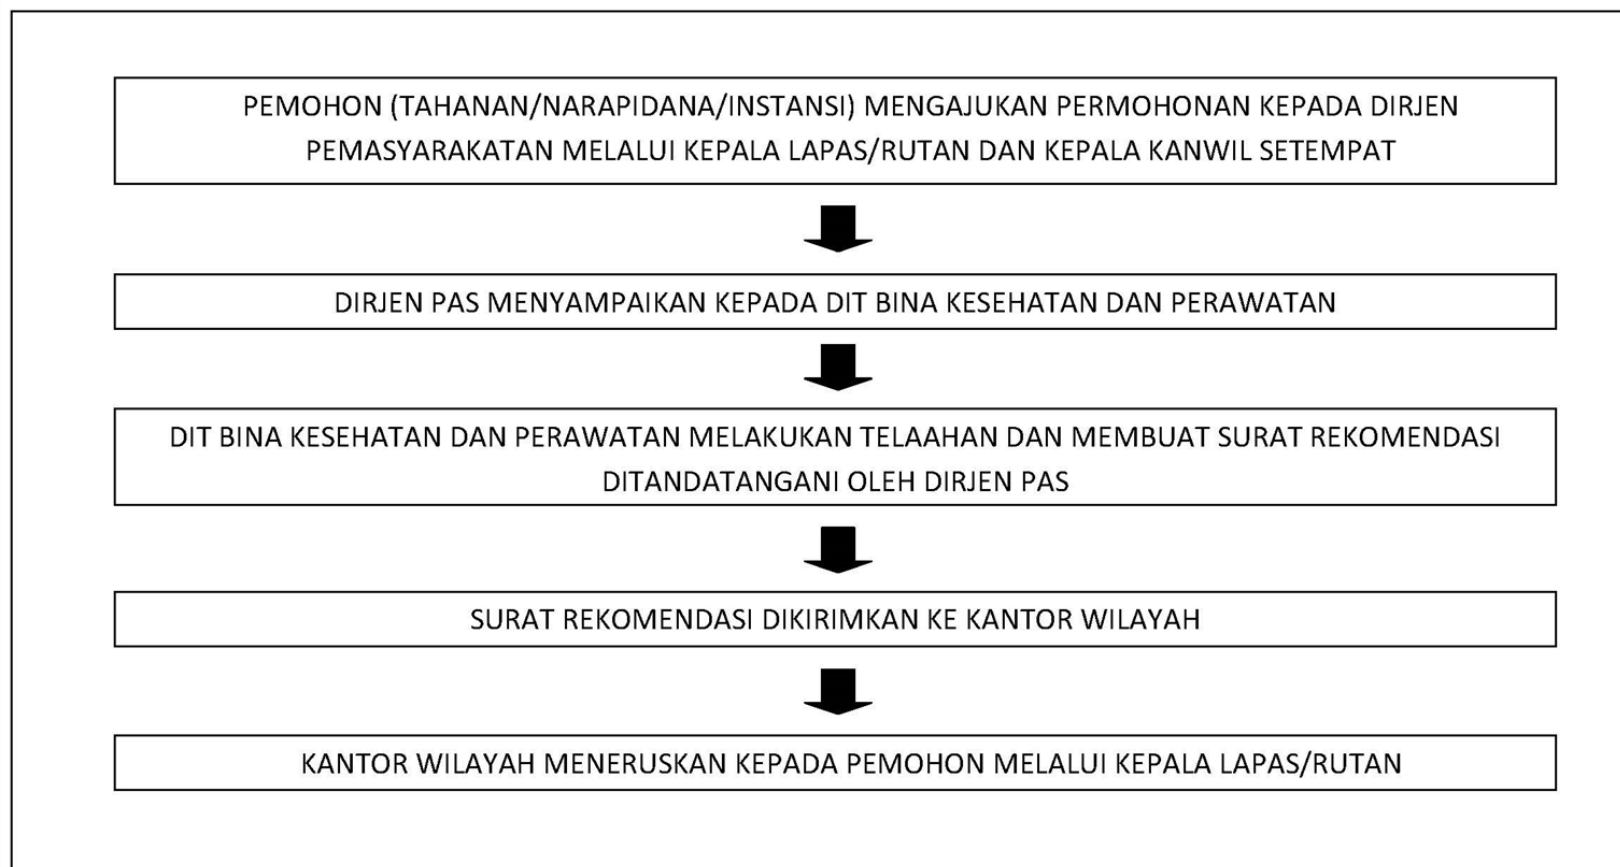 PEMOHON (TAHANAN/NARAPIDANA/INSTANSI) MENGAJUKAN PERMOHONAN KEPADA DIRJEN
PEMASYARAKATAN MELALUI KEPALA LAPAS/RUTAN DAN KEPALA KANWIL SETEMPAT
DIRJEN PAS MENYAMPAIKAN KEPADA DIT BINA KESEHATAN DAN PERAWATAN
DIT BINA KESEHATAN DAN PERAWATAN MELAKUKAN TELAAHAN DAN MEMBUAT SURAT REKOMENDASI
DITANDATANGANI OLEH DIRJEN PAS
SURAT REKOMENDASI DIKIRIMKAN KE KANTOR WILAYAH
KANTOR WILAYAH MENERUSKAN KEPADA PEMOHON MELALUI KEPALA LAPAS/RUTAN